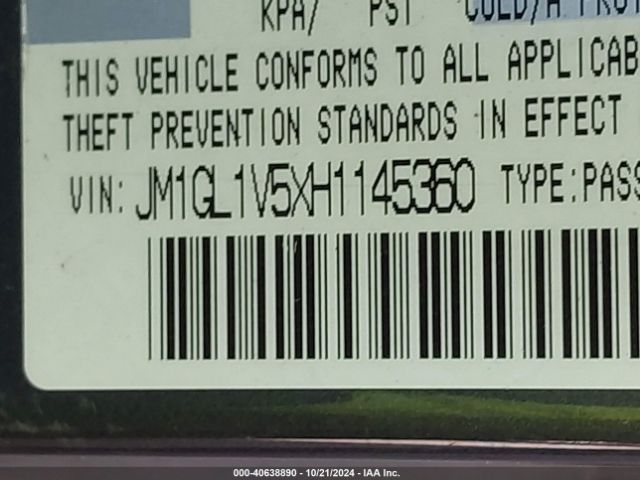 KPA/ PSI COLD/A
THIS VEHICLE CONFORMS TO ALL APPLICAB
THEFT PREVENTION STANDARDS IN EFFECT
VIN: JM1GL1V5XH1145360 TYPE:PASS
000-40638890 - 10/21/2024 - IAA Inc.